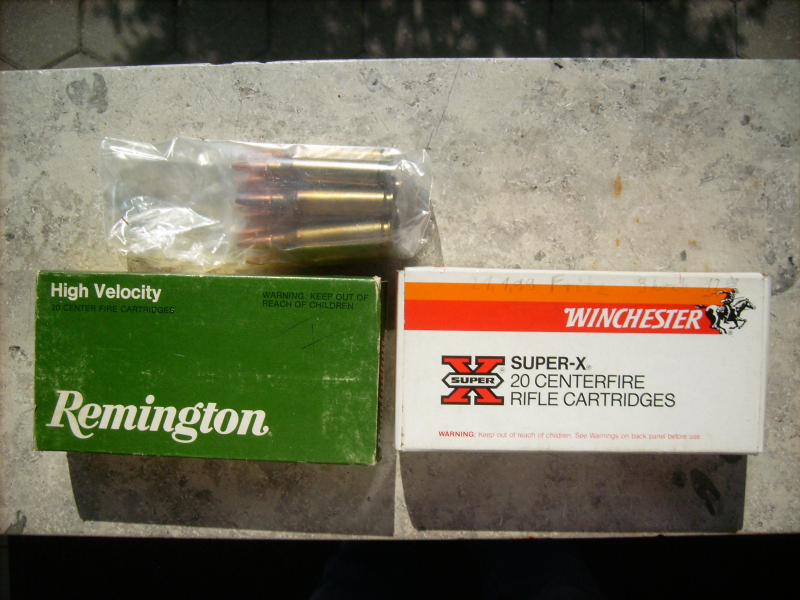 High Velocity
20 CENTER FIRE CARTRIDGES
WARNING: KEEP OUT OF
REACH OF CHILDREN
Remington
WINCHESTER
X
SUPER
SUPER-X®
20 CENTERFIRE
RIFLE CARTRIDGES
WARNING: Keep out of reach of children. See Warnings on back panel before use.